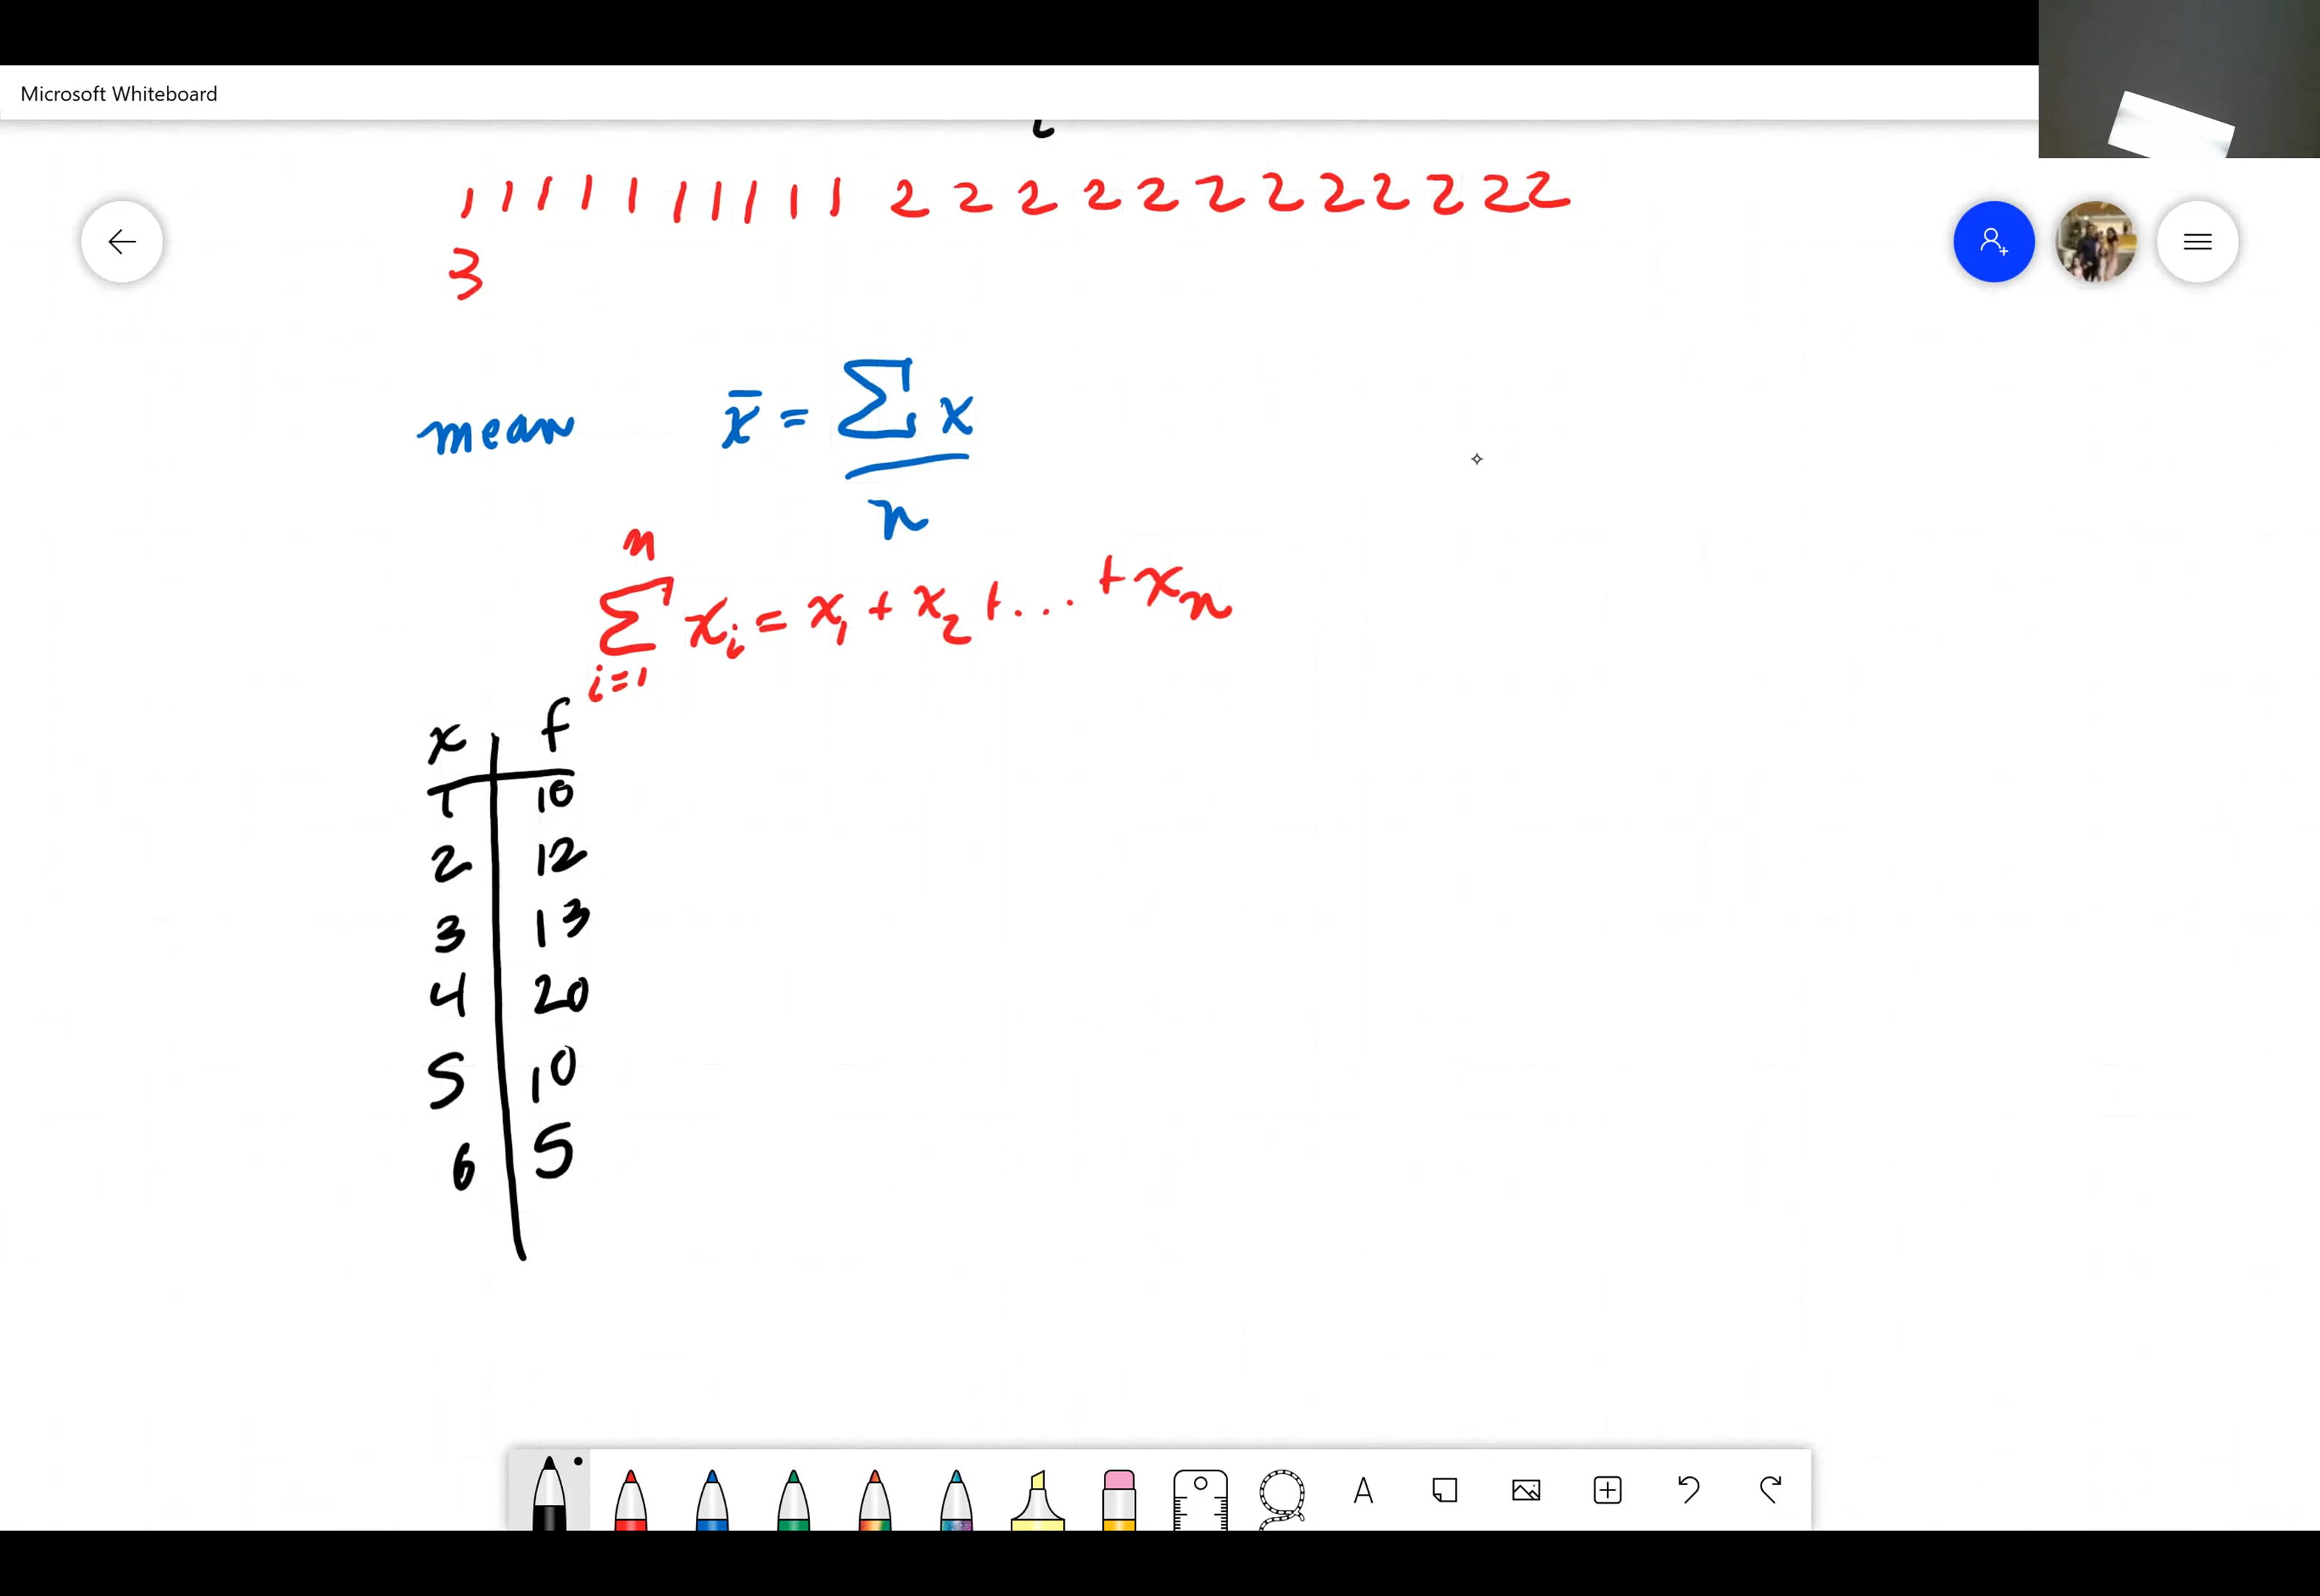 Microsoft Whiteboard
1 1 1 1 1 1 1 1 1 1 2 2 2 2 2 2 2 2 2 2 2 2
3
mean x̄ = Σ x / n
n
Σ xᵢ = x₁ + x₂ + ... + xₙ
i=1
x f
1 10
2 12
3 13
4 20
5 10
6 5
A